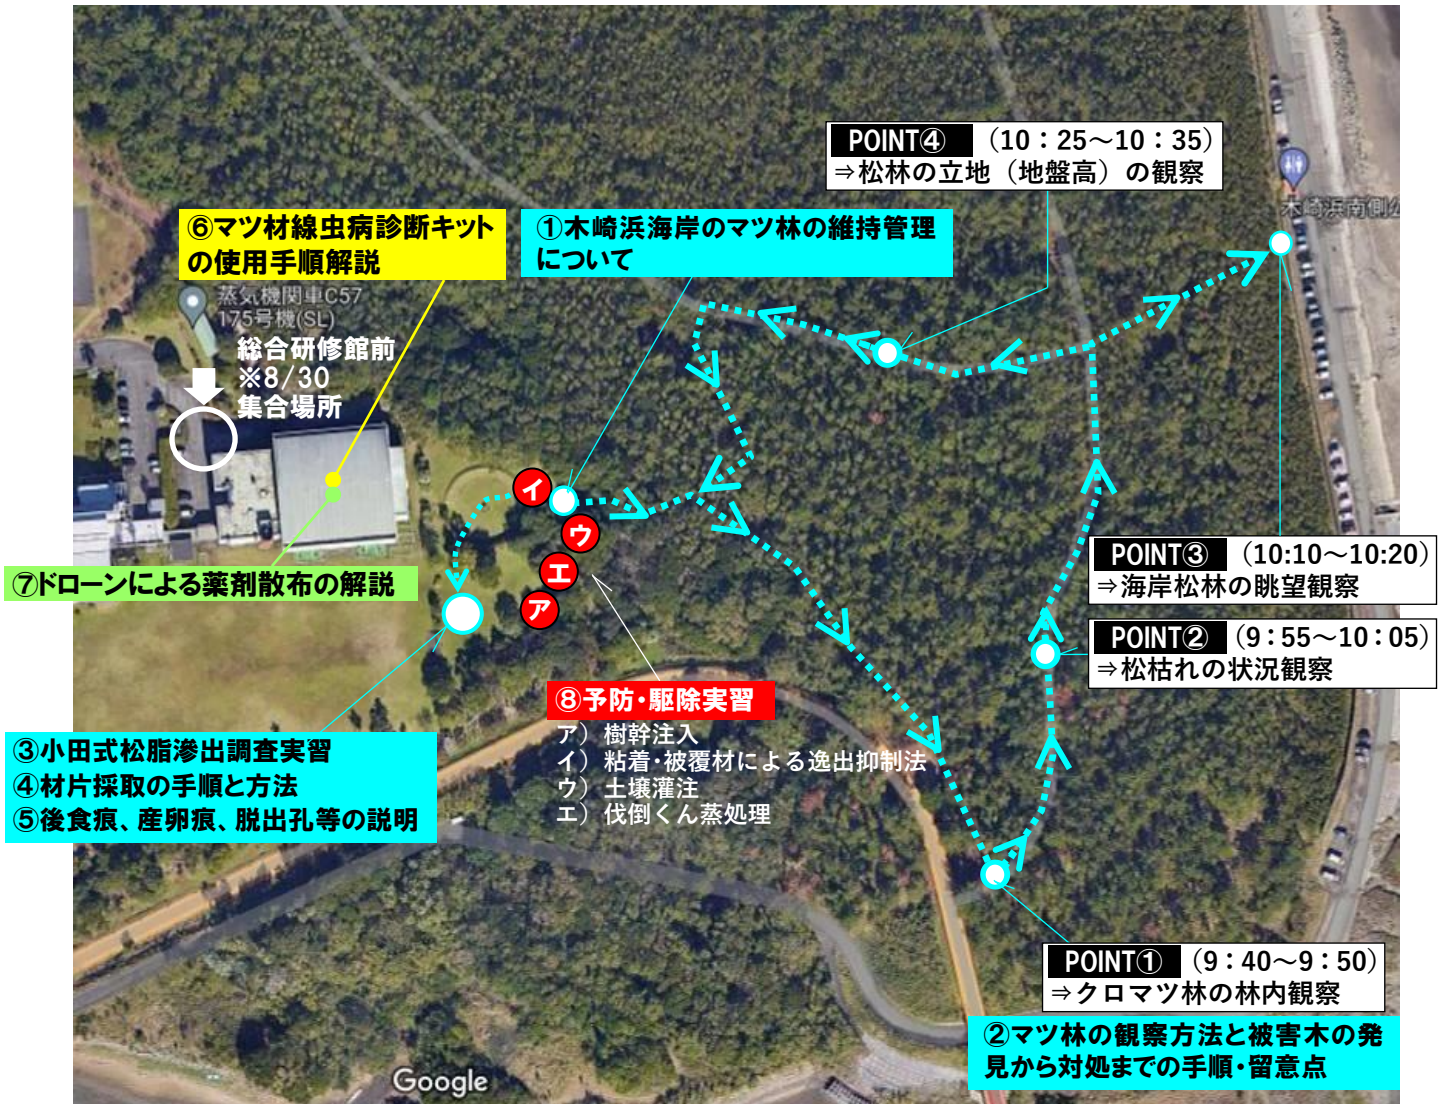 POINT④ （10：25～10：35）
⇒松林の立地（地盤高）の観察
木崎浜南側公
⑥マツ材線虫病診断キット
の使用手順解説
①木崎浜海岸のマツ林の維持管理
について
蒸気機関車C57
175号機(SL)
総合研修館前
※8/30
集合場所
イ
ウ
エ
ア
⑦ドローンによる薬剤散布の解説
POINT③ （10:10～10:20）
⇒海岸松林の眺望観察
POINT② （9：55～10：05）
⇒松枯れの状況観察
⑧予防・駆除実習
ア）樹幹注入
イ）粘着・被覆材による逸出抑制法
ウ）土壌灌注
エ）伐倒くん蒸処理
③小田式松脂滲出調査実習
④材片採取の手順と方法
⑤後食痕、産卵痕、脱出孔等の説明
POINT① （9：40～9：50）
⇒クロマツ林の林内観察
②マツ林の観察方法と被害木の発
見から対処までの手順・留意点
Google